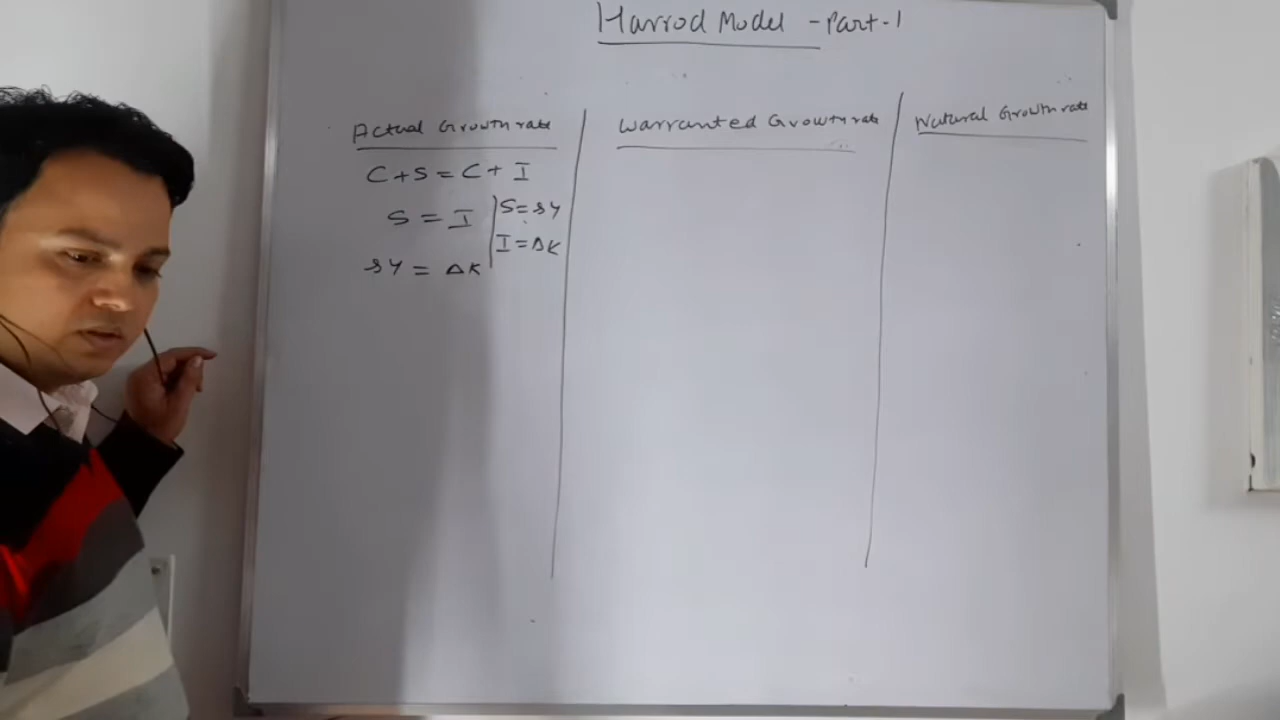 Harrod Model - Part-1
Actual Growth rate
C+S = C+ I
S = I
S= sY
I = ΔK
sY = ΔK
Warranted Growth rate
Natural Growth rate